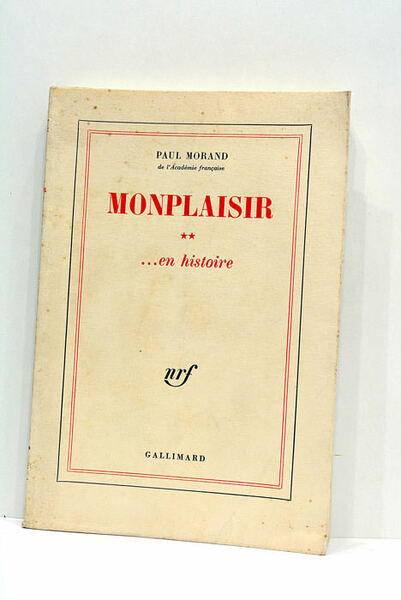 PAUL MORAND
de l'Académie française
MONPLAISIR
★★
...en histoire
nrf
GALLIMARD